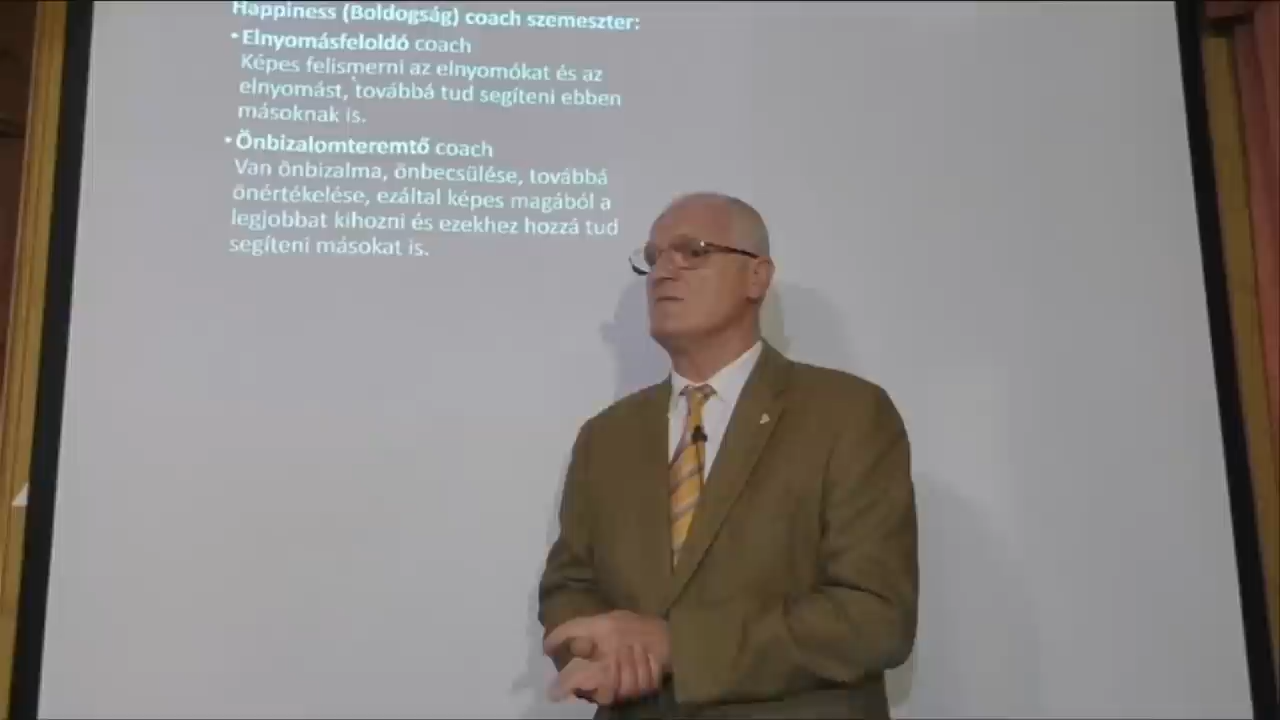 Happiness (Boldogság) coach szemeszter:
•Elnyomásfeloldó coach
Képes felismerni az elnyomókat és az
elnyomást, továbbá tud segíteni ebben
másoknak is.
•Önbizalomteremtő coach
Van önbizalma, önbecsülése, továbbá
önértékelése, ezáltal képes magából a
legjobbat kihozni és ezekhez hozzá tud
segíteni másokat is.